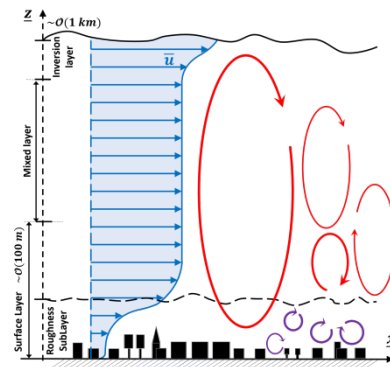 z
~O(1 km)
Inversion
layer
u
Mixed layer
Surface Layer ~O(100 m)
Roughness
SubLayer